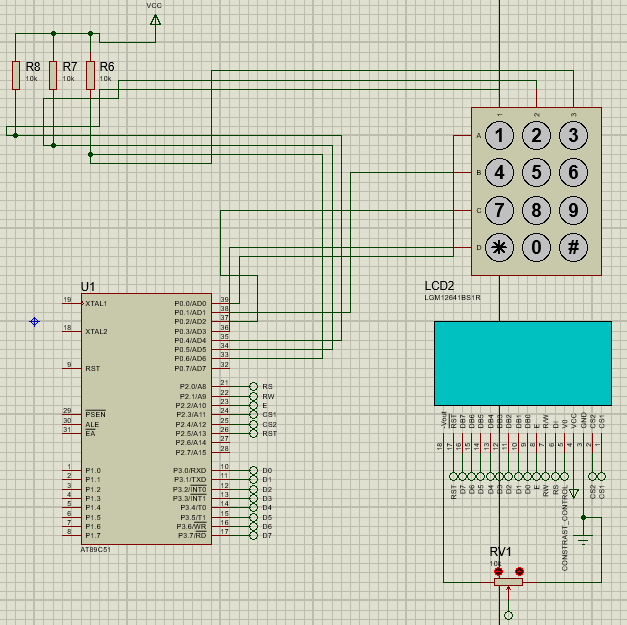 VCC
R8
10k
R7
10k
R6
10k
1
2
3
A
B
C
D
1 2 3
4 5 6
7 8 9
* 0 #
U1
19 XTAL1
18 XTAL2
9 RST
29 PSEN
30 ALE
31 EA
1 P1.0
2 P1.1
3 P1.2
4 P1.3
5 P1.4
6 P1.5
7 P1.6
8 P1.7
P0.0/AD0 39
P0.1/AD1 38
P0.2/AD2 37
P0.3/AD3 36
P0.4/AD4 35
P0.5/AD5 34
P0.6/AD6 33
P0.7/AD7 32
P2.0/A8 21 RS
P2.1/A9 22 RW
P2.2/A10 23 E
P2.3/A11 24 CS1
P2.4/A12 25 CS2
P2.5/A13 26 RST
P2.6/A14 27
P2.7/A15 28
P3.0/RXD 10 D0
P3.1/TXD 11 D1
P3.2/INT0 12 D2
P3.3/INT1 13 D3
P3.4/T0 14 D4
P3.5/T1 15 D5
P3.6/WR 16 D6
P3.7/RD 17 D7
AT89C51
LCD2
LGM12641BS1R
-Vout
RST
DB7
DB6
DB5
DB4
DB3
DB2
DB1
DB0
E
R/W
DI
V0
VCC
GND
CS2
CS1
18
17
16
15
14
13
12
11
10
9
8
7
6
5
4
3
2
1
RST
D7
D6
D5
D4
D3
D2
D1
D0
E
RW
RS
CONSTRAST_CONTROL
CS2
CS1
RV1
10k